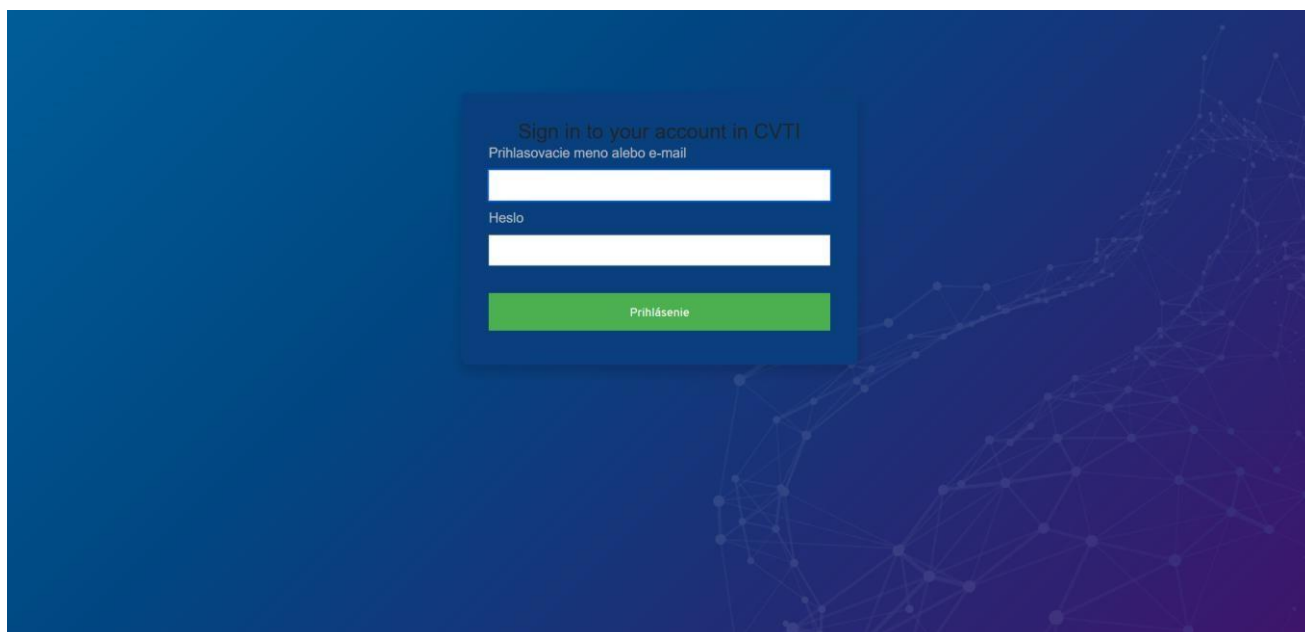 Sign in to your account in CVTI
Prihlasovacie meno alebo e-mail
Heslo
Prihlásenie